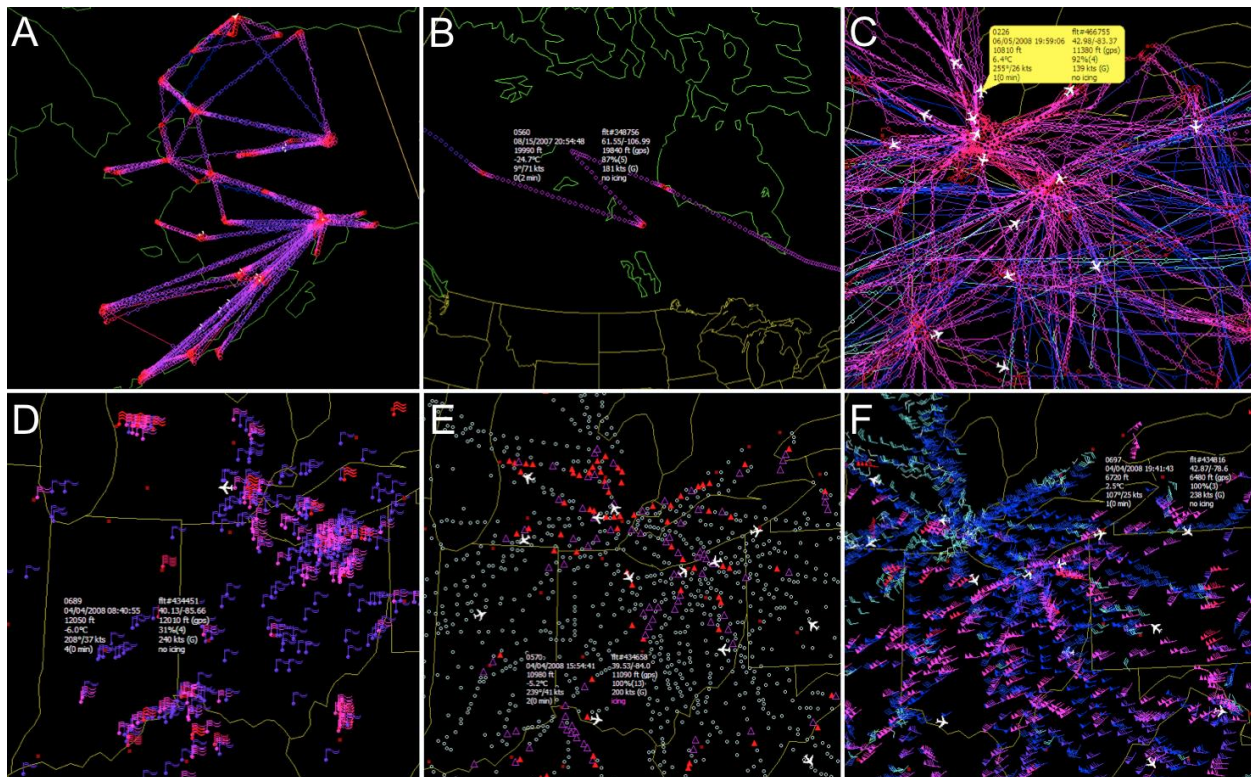 A
B
C
0560 flt#348756
08/15/2007 20:54:48 61.55/-106.99
19990 ft 19840 ft (gps)
-24.7°C 87%(5)
9°/71 kts 181 kts (G)
0(2 min) no icing
0226 flt#466755
06/05/2008 19:59:06 42.98/-83.37
10810 ft 11380 ft (gps)
6.4°C 92%(4)
255°/26 kts 139 kts (G)
1(0 min) no icing
D
E
F
0689 flt#434451
04/04/2008 08:40:55 40.13/-85.66
12050 ft 12010 ft (gps)
-6.0°C 31%(4)
208°/37 kts 240 kts (G)
4(0 min) no icing
0570 flt#434658
04/04/2008 15:54:41 39.53/-84.0
10980 ft 11090 ft (gps)
-5.2°C 100%(13)
239°/41 kts 200 kts (G)
2(0 min) icing
0697 flt#434816
04/04/2008 19:41:43 42.87/-78.6
6720 ft 6480 ft (gps)
2.5°C 100%(3)
107°/25 kts 238 kts (G)
1(0 min) no icing